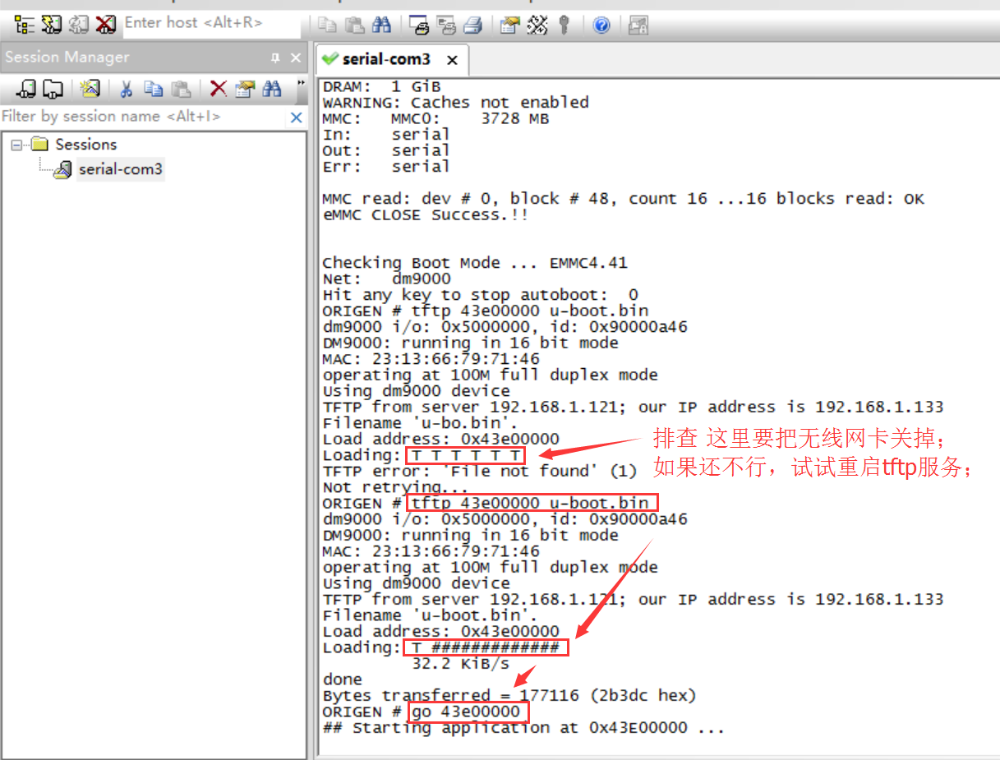 Enter host <Alt+R>
Session Manager
serial-com3
Filter by session name <Alt+I>
Sessions
serial-com3
DRAM:  1 GiB
WARNING: Caches not enabled
MMC:   MMC0:    3728 MB
In:    serial
Out:   serial
Err:   serial
MMC read: dev # 0, block # 48, count 16 ...16 blocks read: OK
eMMC CLOSE Success.!!
Checking Boot Mode ... EMMC4.41
Net:   dm9000
Hit any key to stop autoboot:  0
ORIGEN # tftp 43e00000 u-boot.bin
dm9000 i/o: 0x5000000, id: 0x90000a46
DM9000: running in 16 bit mode
MAC: 23:13:66:79:71:46
operating at 100M full duplex mode
Using dm9000 device
TFTP from server 192.168.1.121; our IP address is 192.168.1.133
Filename 'u-bo.bin'.
Load address: 0x43e00000
Loading: T T T T T T
TFTP error: 'File not found' (1)
Not retrying...
排查 这里要把无线网卡关掉；
如果还不行，试试重启tftp服务；
ORIGEN # tftp 43e00000 u-boot.bin
dm9000 i/o: 0x5000000, id: 0x90000a46
DM9000: running in 16 bit mode
MAC: 23:13:66:79:71:46
operating at 100M full duplex mode
Using dm9000 device
TFTP from server 192.168.1.121; our IP address is 192.168.1.133
Filename 'u-boot.bin'.
Load address: 0x43e00000
Loading: T #############
32.2 KiB/s
done
Bytes transferred = 177116 (2b3dc hex)
ORIGEN # go 43e00000
## Starting application at 0x43E00000 ...